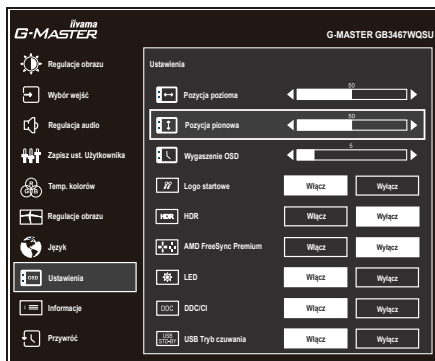 iiyama
G-MASTER
G-MASTER GB3467WQSU
Regulacje obrazu
Wybór wejść
Regulacja audio
Zapisz ust. Użytkownika
R
G B
Temp. kolorów
Regulacje obrazu
Język
OSD
Ustawienia
Informacje
Przywróć
Ustawienia
Pozycja pozioma
50
Pozycja pionowa
50
Wygaszenie OSD
5
Logo startowe
Włącz
Wyłącz
HDR
HDR
Włącz
Wyłącz
AMD FreeSync Premium
Włącz
Wyłącz
LED
Włącz
Wyłącz
DDC
DDC/CI
Włącz
Wyłącz
USB
STD-BY
USB Tryb czuwania
Włącz
Wyłącz